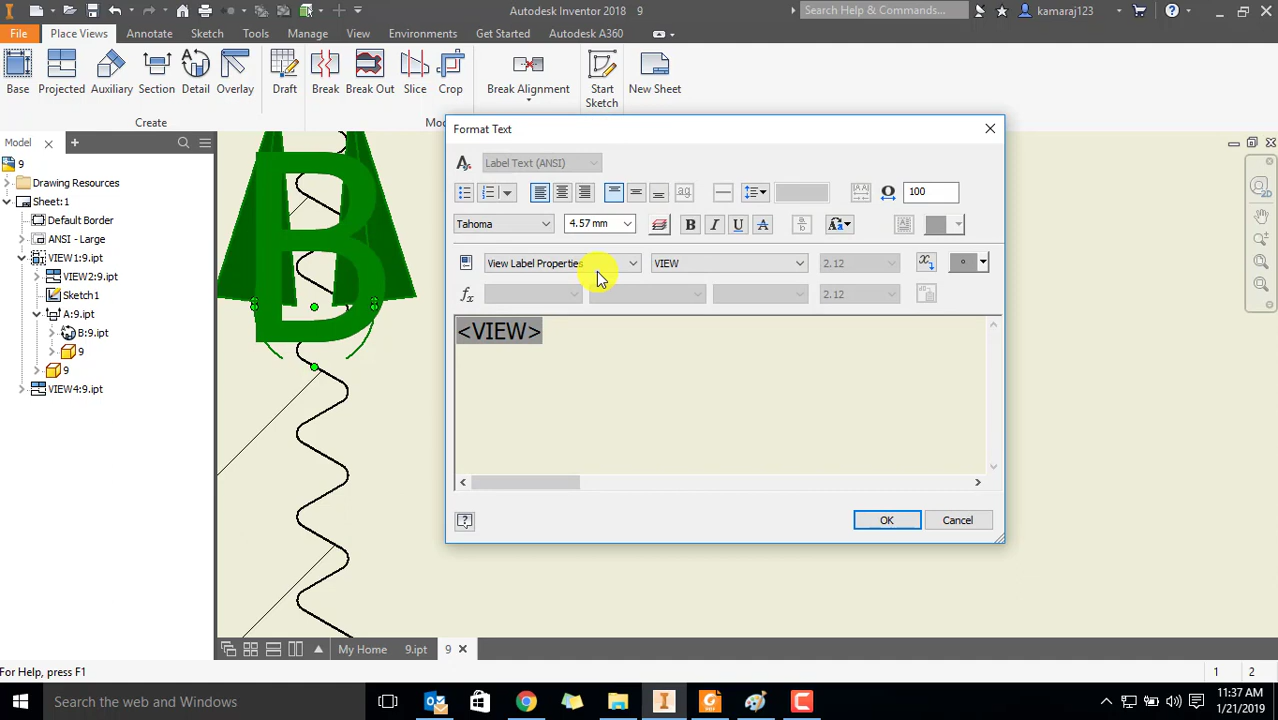 Autodesk Inventor 2018 9
Search Help & Commands...
kamaraj123
File Place Views Annotate Sketch Tools Manage View Environments Get Started Autodesk A360
Base Projected Auxiliary Section Detail Overlay Draft Break Break Out Slice Crop Break Alignment Start Sketch New Sheet
Create
Mo
Model
9
Drawing Resources
Sheet:1
Default Border
ANSI - Large
VIEW1:9.ipt
VIEW2:9.ipt
Sketch1
A:9.ipt
B:9.ipt
9
9
VIEW4:9.ipt
B
Format Text
Label Text (ANSI)
100
Tahoma 4.57 mm B I U A
View Label Properties VIEW 2.12
2.12
<VIEW>
OK Cancel
My Home 9.ipt 9
For Help, press F1 1 2
Search the web and Windows
11:37 AM
1/21/2019